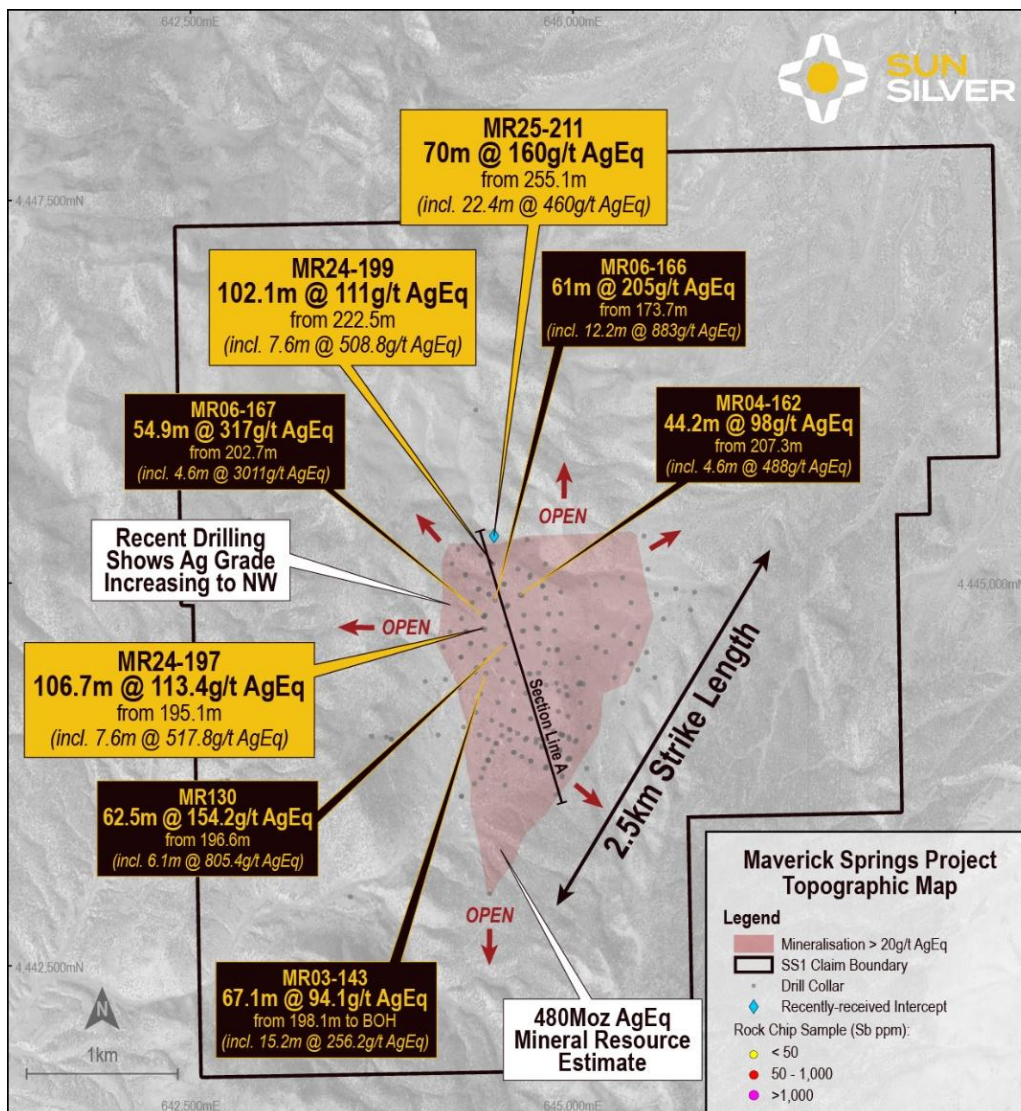 642,500mE
645,000mE
SUN
SILVER
MR25-211
70m @ 160g/t AgEq
from 255.1m
(incl. 22.4m @ 460g/t AgEq)
4,447,500mN
MR24-199
102.1m @ 111g/t AgEq
from 222.5m
(incl. 7.6m @ 508.8g/t AgEq)
MR06-166
61m @ 205g/t AgEq
from 173.7m
(incl. 12.2m @ 883g/t AgEq)
MR06-167
54.9m @ 317g/t AgEq
from 202.7m
(incl. 4.6m @ 3011g/t AgEq)
MR04-162
44.2m @ 98g/t AgEq
from 207.3m
(incl. 4.6m @ 488g/t AgEq)
OPEN
Recent Drilling
Shows Ag Grade
Increasing to NW
4,445,000mN
OPEN
MR24-197
106.7m @ 113.4g/t AgEq
from 195.1m
(incl. 7.6m @ 517.8g/t AgEq)
Section Line A
2.5km Strike Length
MR130
62.5m @ 154.2g/t AgEq
from 196.6m
(incl. 6.1m @ 805.4g/t AgEq)
OPEN
MR03-143
67.1m @ 94.1g/t AgEq
from 198.1m to BOH
(incl. 15.2m @ 256.2g/t AgEq)
480Moz AgEq
Mineral Resource
Estimate
4,442,500mN
N
1km
642,500mE
645,000mE
Maverick Springs Project
Topographic Map
Legend
Mineralisation > 20g/t AgEq
SS1 Claim Boundary
Drill Collar
Recently-received Intercept
Rock Chip Sample (Sb ppm):
< 50
50 - 1,000
>1,000